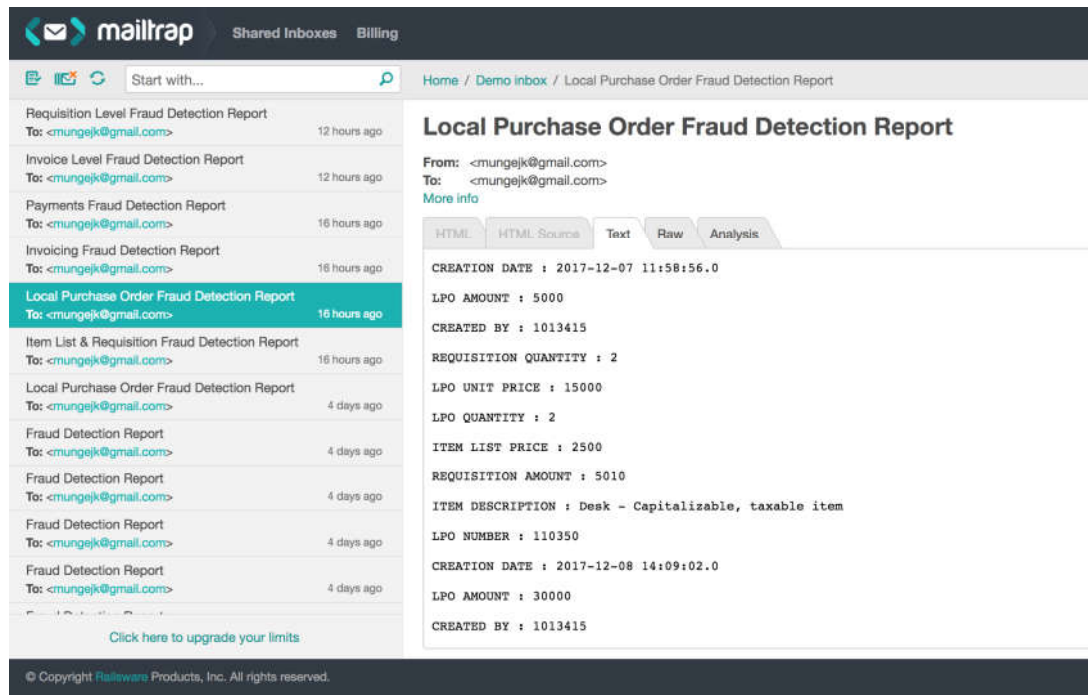 mailtrap
Shared Inboxes
Billing
Start with...
Requisition Level Fraud Detection Report
To: <mungejk@gmail.com> 12 hours ago
Invoice Level Fraud Detection Report
To: <mungejk@gmail.com> 12 hours ago
Payments Fraud Detection Report
To: <mungejk@gmail.com> 16 hours ago
Invoicing Fraud Detection Report
To: <mungejk@gmail.com> 16 hours ago
Local Purchase Order Fraud Detection Report
To: <mungejk@gmail.com> 16 hours ago
Item List & Requisition Fraud Detection Report
To: <mungejk@gmail.com> 16 hours ago
Local Purchase Order Fraud Detection Report
To: <mungejk@gmail.com> 4 days ago
Fraud Detection Report
To: <mungejk@gmail.com> 4 days ago
Fraud Detection Report
To: <mungejk@gmail.com> 4 days ago
Fraud Detection Report
To: <mungejk@gmail.com> 4 days ago
Fraud Detection Report
To: <mungejk@gmail.com> 4 days ago
Click here to upgrade your limits
Home / Demo inbox / Local Purchase Order Fraud Detection Report
Local Purchase Order Fraud Detection Report
From: <mungejk@gmail.com>
To: <mungejk@gmail.com>
More info
HTML
HTML Source
Text
Raw
Analysis
CREATION DATE : 2017-12-07 11:58:56.0
LPO AMOUNT : 5000
CREATED BY : 1013415
REQUISITION QUANTITY : 2
LPO UNIT PRICE : 15000
LPO QUANTITY : 2
ITEM LIST PRICE : 2500
REQUISITION AMOUNT : 5010
ITEM DESCRIPTION : Desk - Capitalizable, taxable item
LPO NUMBER : 110350
CREATION DATE : 2017-12-08 14:09:02.0
LPO AMOUNT : 30000
CREATED BY : 1013415
© Copyright Railsware Products, Inc. All rights reserved.